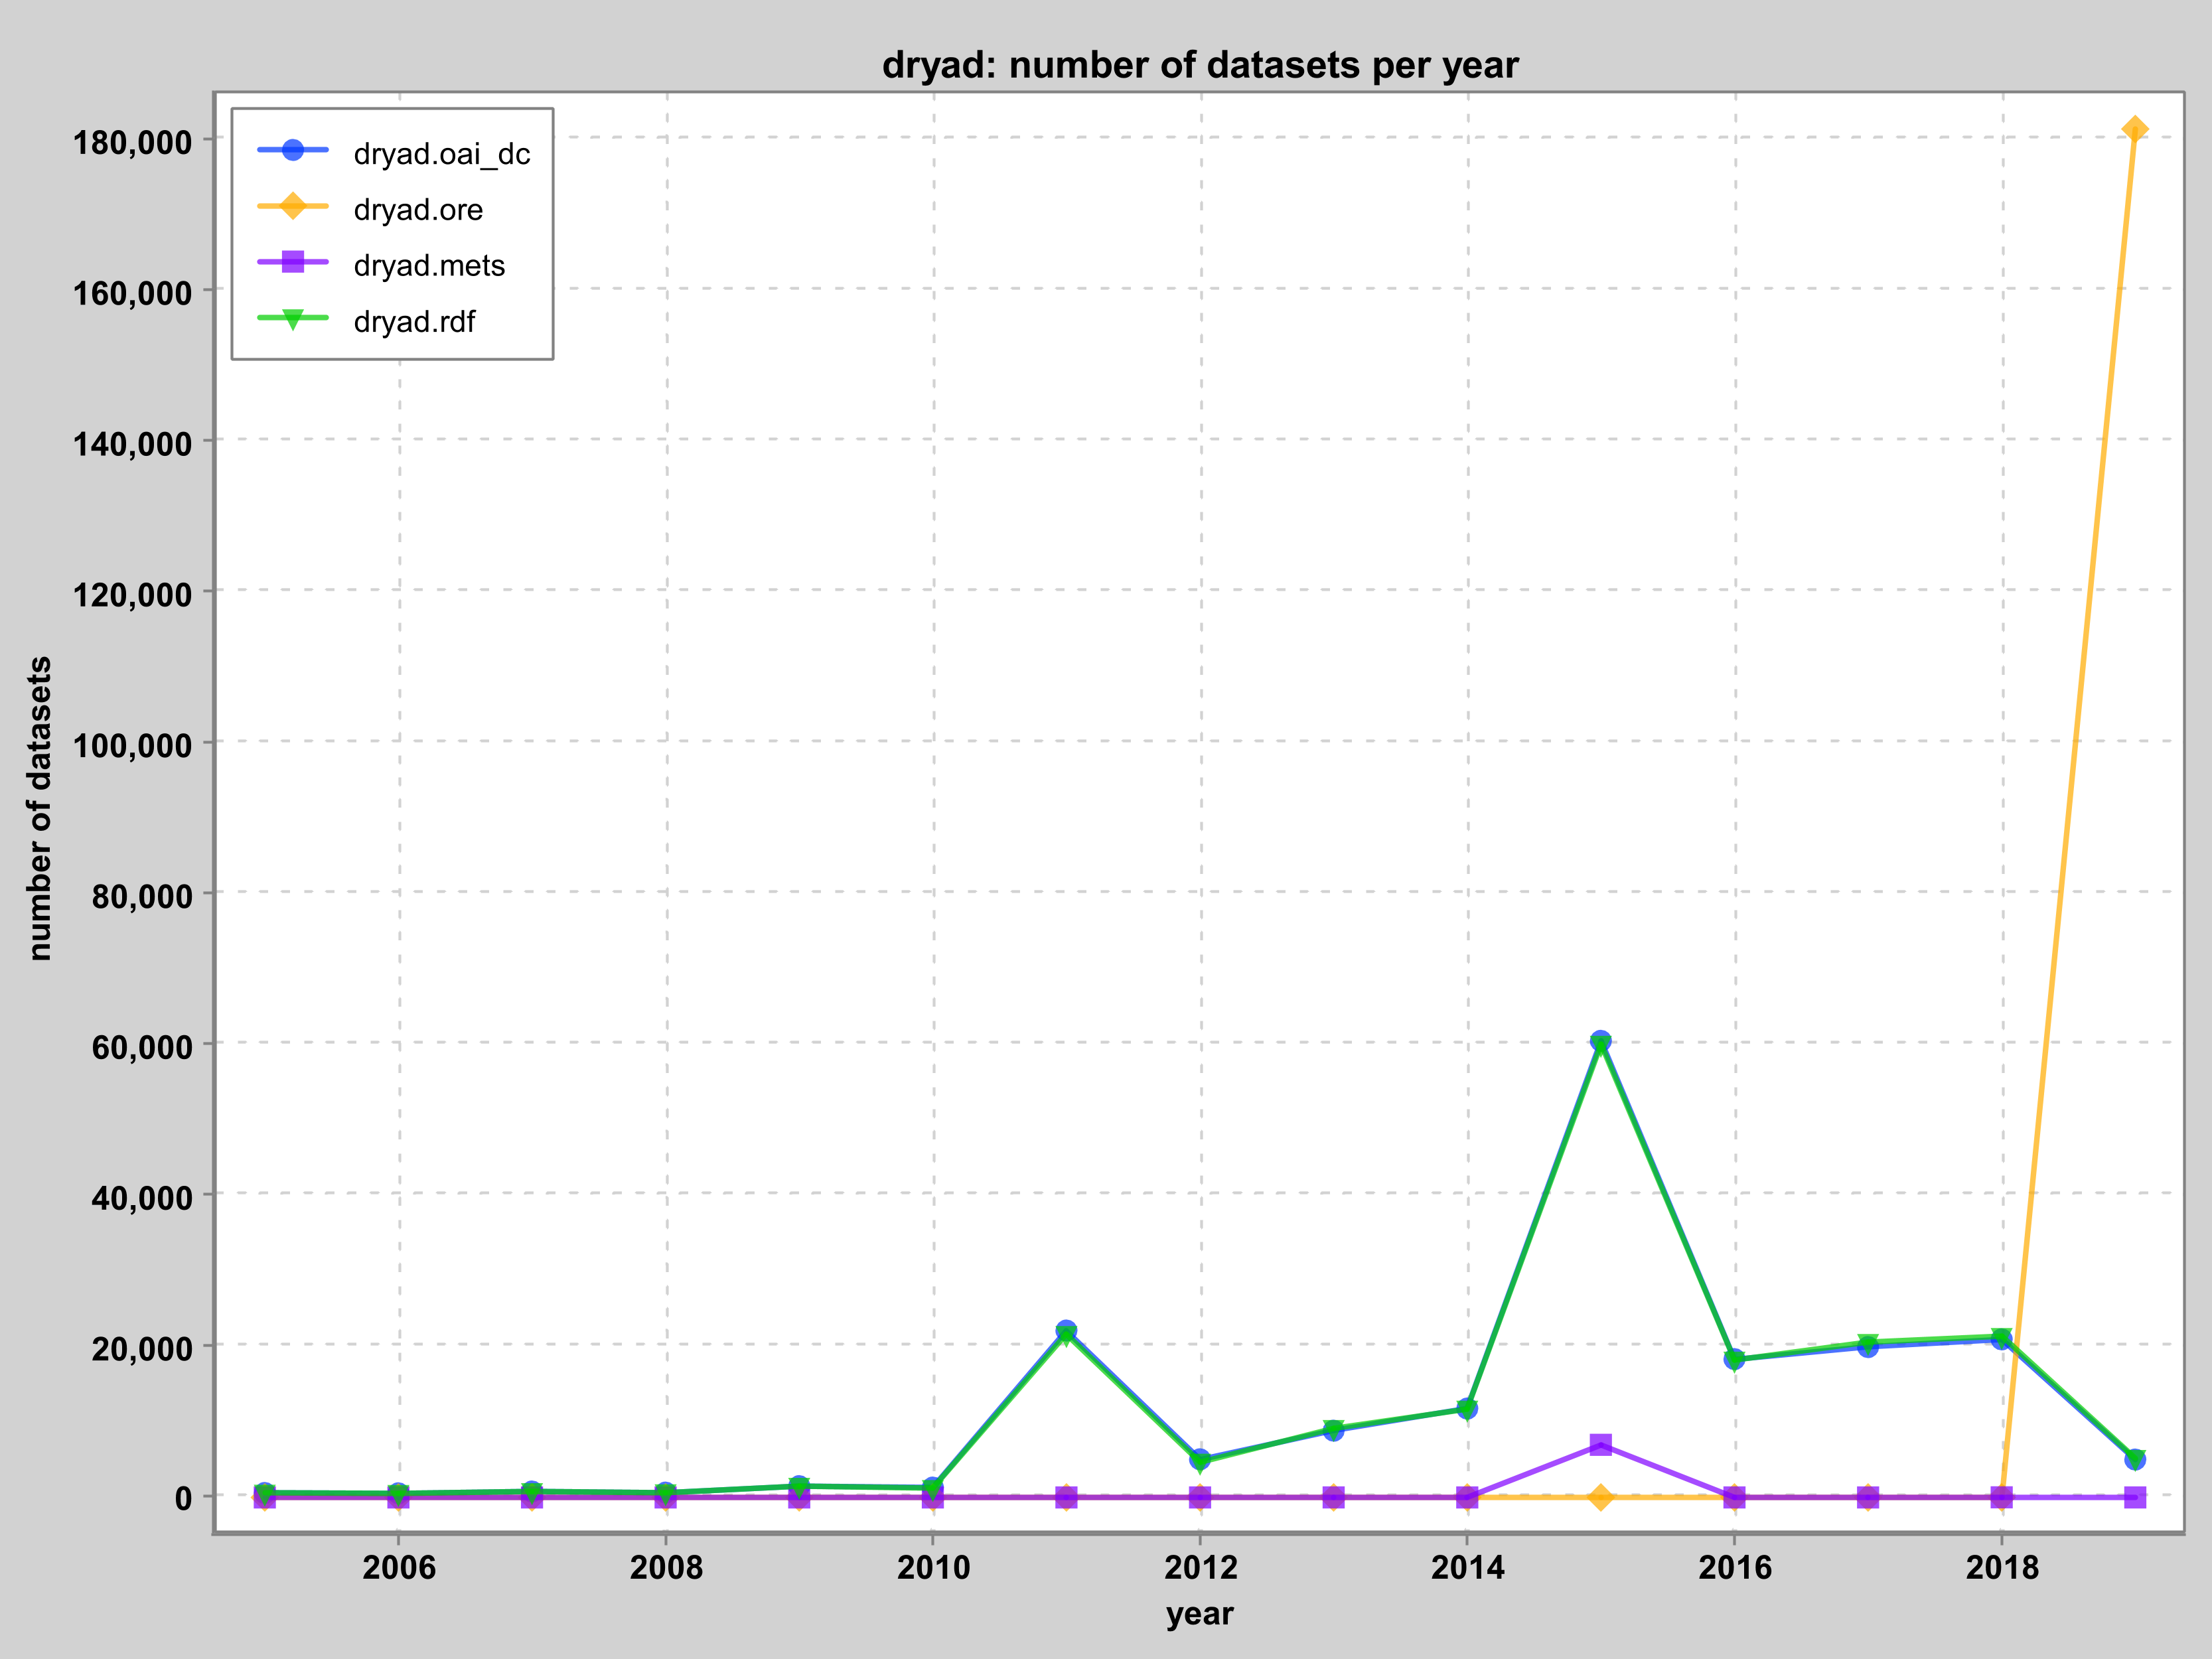 dryad: number of datasets per year
dryad.oai_dc
dryad.ore
dryad.mets
dryad.rdf
number of datasets
180,000
160,000
140,000
120,000
100,000
80,000
60,000
40,000
20,000
0
2006 2008 2010 2012 2014 2016 2018
year